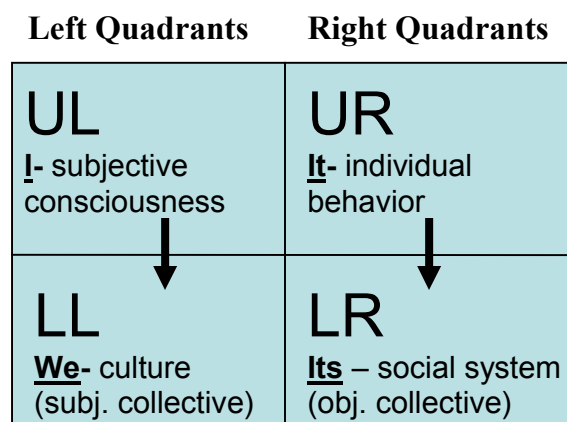 Left Quadrants Right Quadrants
UL
I- subjective
consciousness
UR
It- individual
behavior
LL
We- culture
(subj. collective)
LR
Its – social system
(obj. collective)